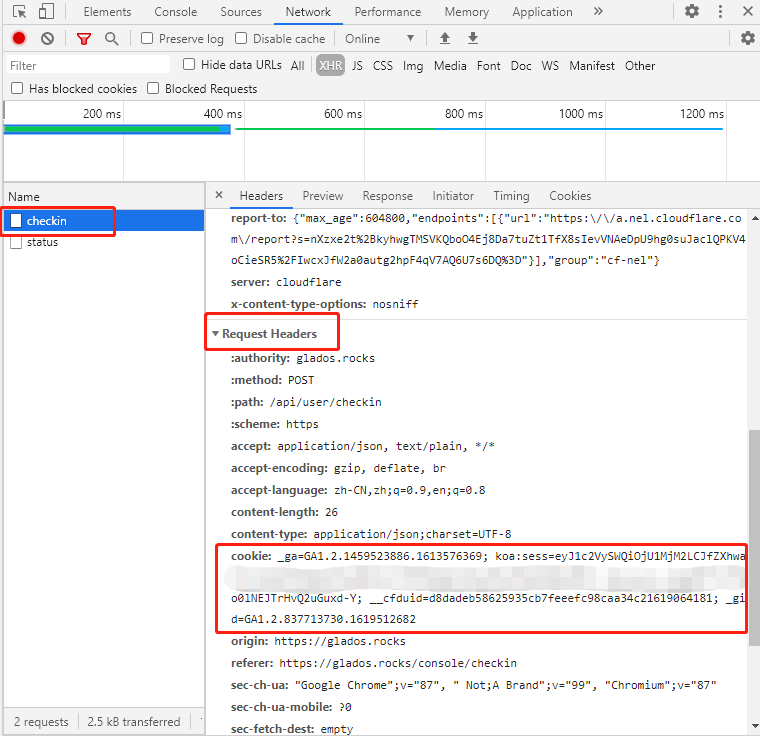 Elements Console Sources Network Performance Memory Application »
Preserve log Disable cache Online
Filter Hide data URLs All XHR JS CSS Img Media Font Doc WS Manifest Other
Has blocked cookies Blocked Requests
200 ms 400 ms 600 ms 800 ms 1000 ms 1200 ms
Name
checkin
status
× Headers Preview Response Initiator Timing Cookies
report-to: {"max_age":604800,"endpoints":[{"url":"https:\/\/a.nel.cloudflare.co
m\/report?s=nXzxe2t%2BkyhwgTMSVKQboO4Ej8Da7tuZt1TfX8sIevVNAeDpU9hg0suJaclQPKV4
oCieSR5%2FIwcxJfW2a0autg2hpF4qV7AQ6U7s6DQ%3D"}],"group":"cf-nel"}
server: cloudflare
x-content-type-options: nosniff
Request Headers
:authority: glados.rocks
:method: POST
:path: /api/user/checkin
:scheme: https
accept: application/json, text/plain, */*
accept-encoding: gzip, deflate, br
accept-language: zh-CN,zh;q=0.9,en;q=0.8
content-length: 26
content-type: application/json;charset=UTF-8
cookie: _ga=GA1.2.1459523886.1613576369; koa:sess=eyJ1c2VySWQiOjU1MjM2LCJfZXhwa
o0lNEJTrHvQ2uGuxd-Y; __cfduid=d8dadeb58625935cb7feeefc98caa34c21619064181; _gi
d=GA1.2.837713730.1619512682
origin: https://glados.rocks
referer: https://glados.rocks/console/checkin
sec-ch-ua: "Google Chrome";v="87", " Not;A Brand";v="99", "Chromium";v="87"
sec-ch-ua-mobile: ?0
sec-fetch-dest: empty
2 requests 2.5 kB transferred